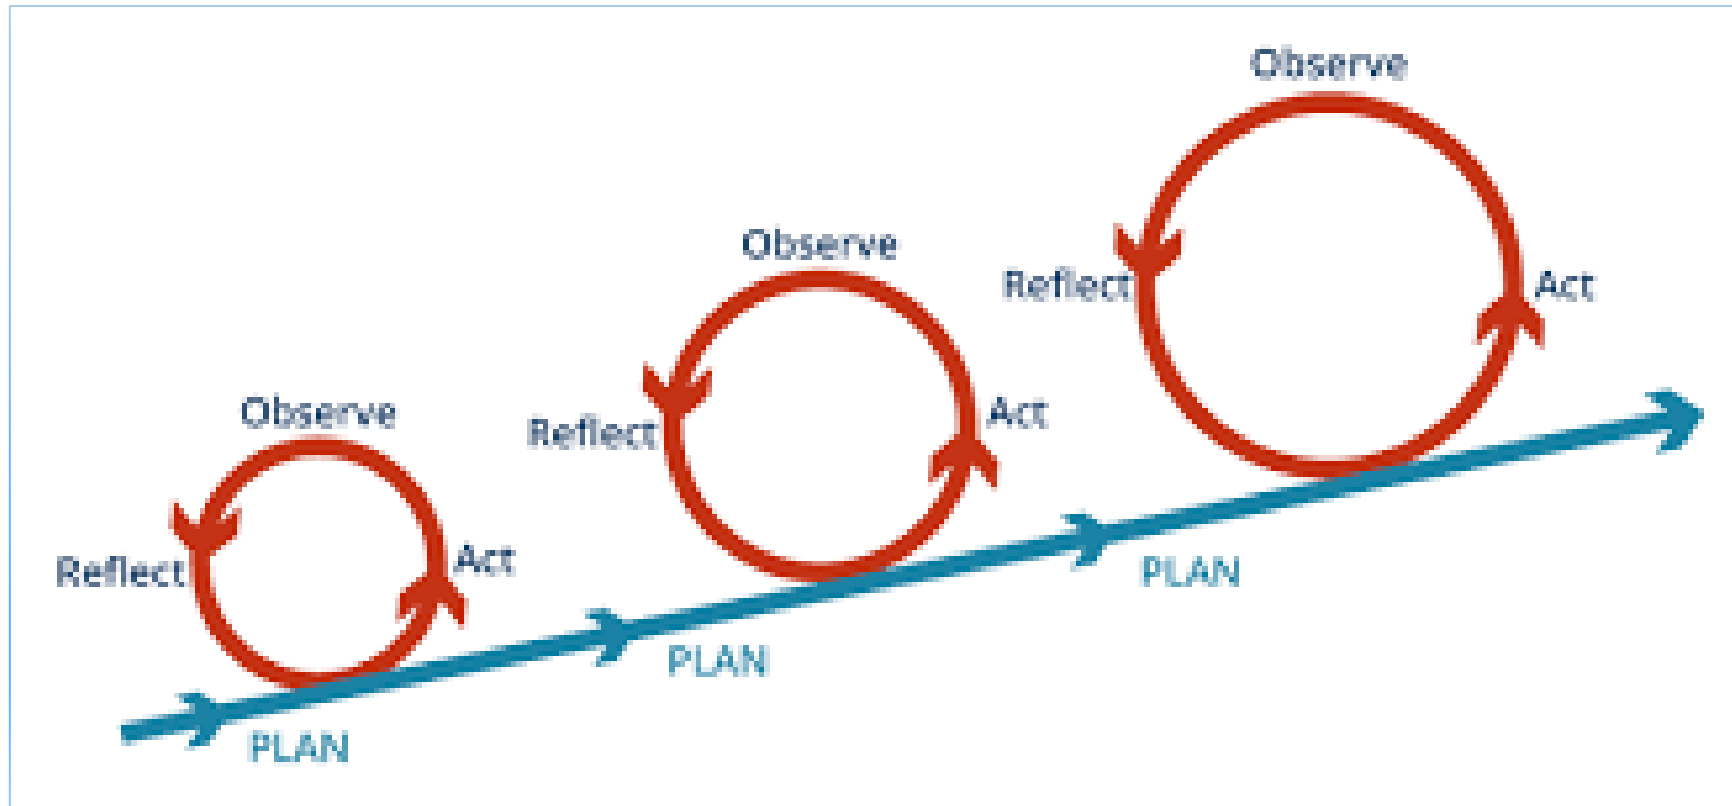 Observe
Reflect
Act
PLAN
Observe
Reflect
Act
PLAN
Observe
Reflect
Act
PLAN